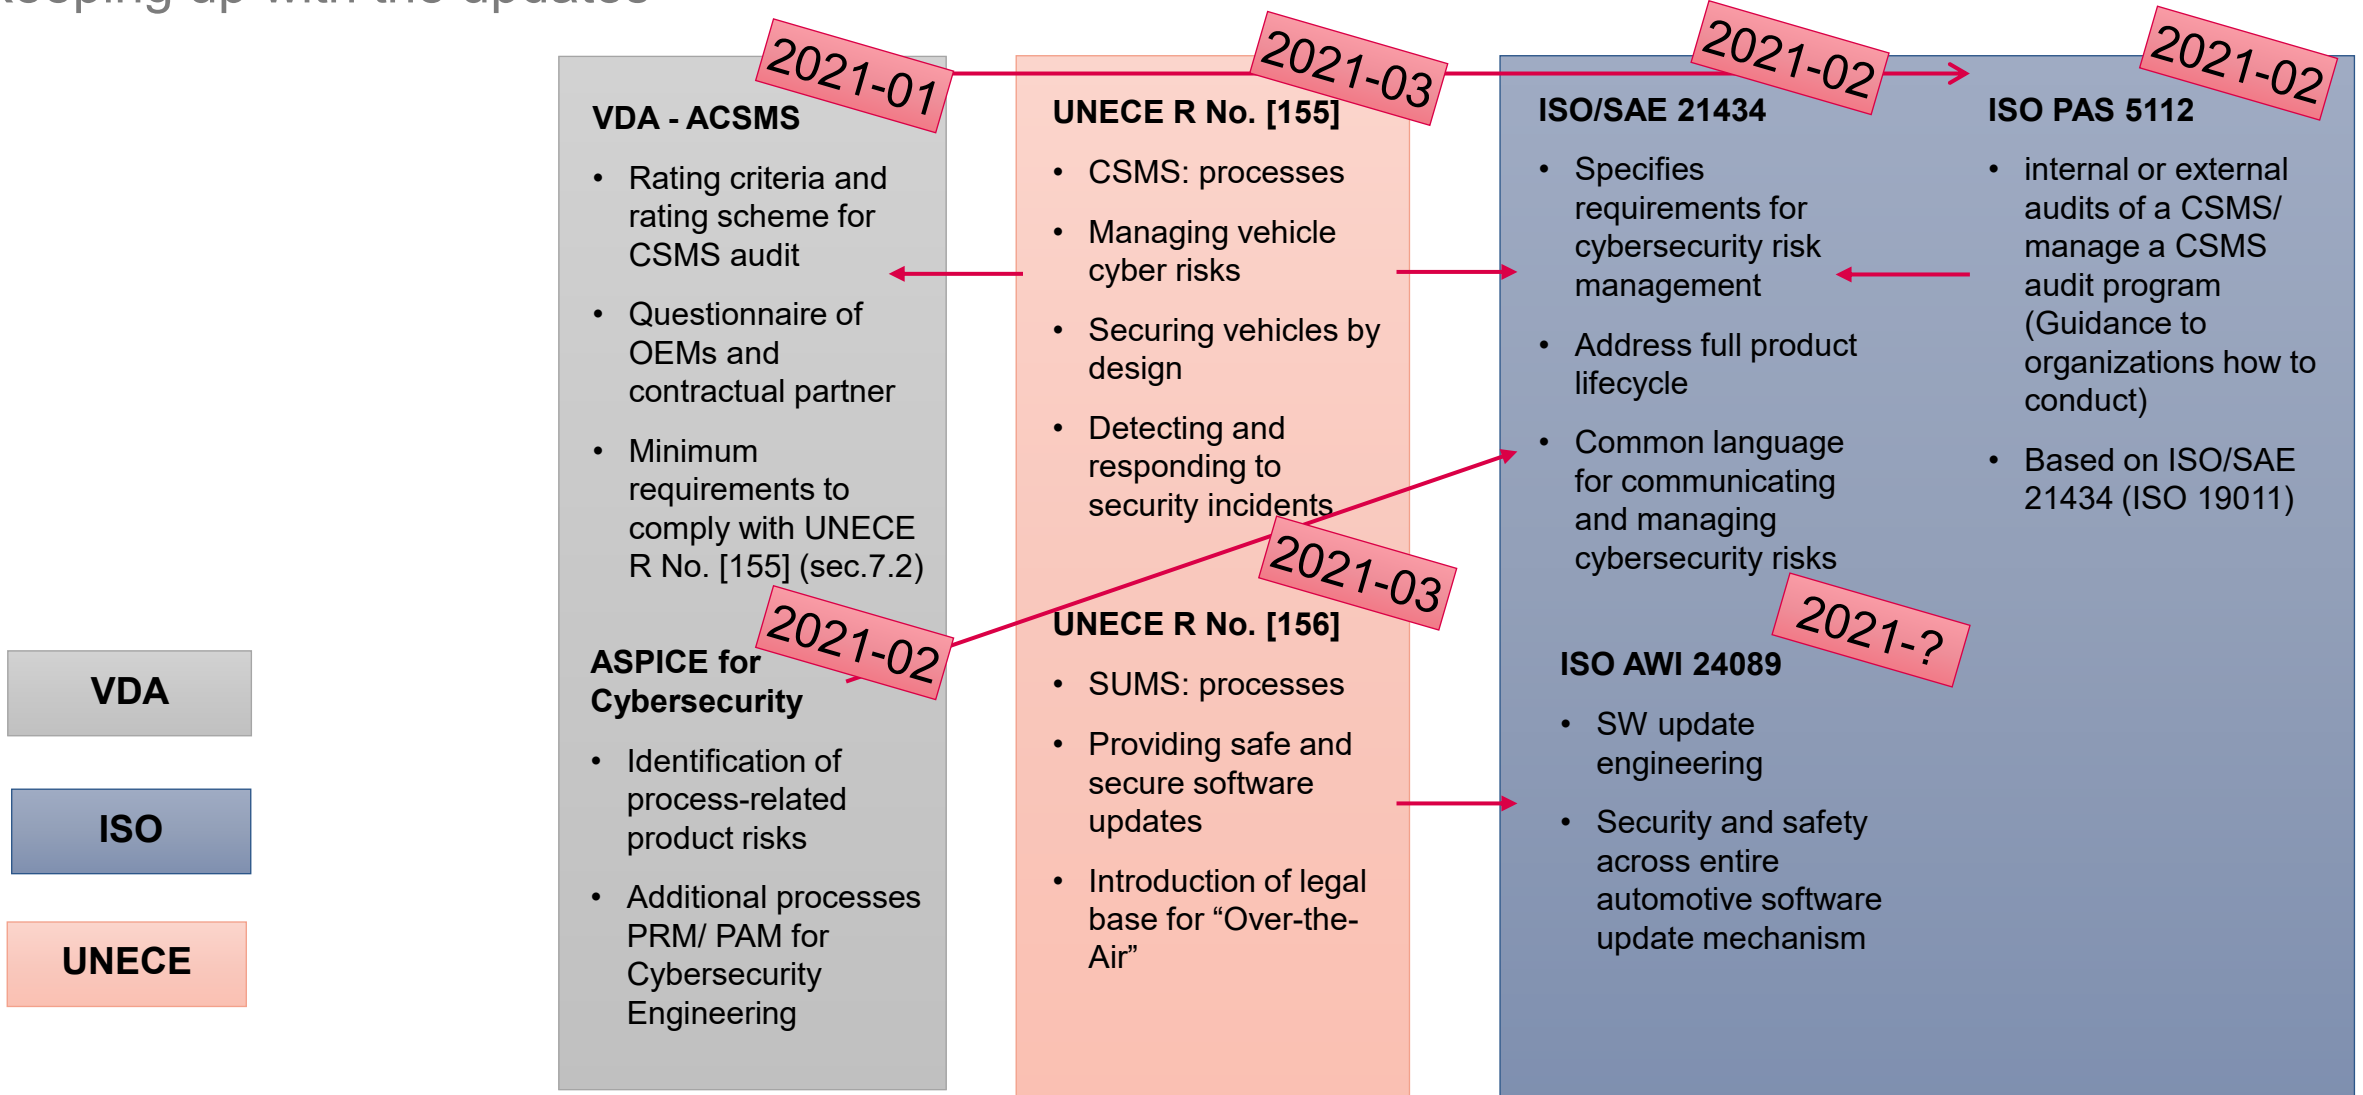 keeping up with the updates
2021-01
VDA - ACSMS
• Rating criteria and
rating scheme for
CSMS audit
• Questionnaire of
OEMs and
contractual partner
• Minimum
requirements to
comply with UNECE
R No. [155] (sec.7.2)
2021-02
ASPICE for
Cybersecurity
• Identification of
process-related
product risks
• Additional processes
PRM/ PAM for
Cybersecurity
Engineering
2021-03
UNECE R No. [155]
• CSMS: processes
• Managing vehicle
cyber risks
• Securing vehicles by
design
• Detecting and
responding to
security incidents
2021-03
UNECE R No. [156]
• SUMS: processes
• Providing safe and
secure software
updates
• Introduction of legal
base for “Over-the-
Air”
2021-02
ISO/SAE 21434
• Specifies
requirements for
cybersecurity risk
management
• Address full product
lifecycle
• Common language
for communicating
and managing
cybersecurity risks
2021-?
ISO AWI 24089
• SW update
engineering
• Security and safety
across entire
automotive software
update mechanism
2021-02
ISO PAS 5112
• internal or external
audits of a CSMS/
manage a CSMS
audit program
(Guidance to
organizations how to
conduct)
• Based on ISO/SAE
21434 (ISO 19011)
VDA
ISO
UNECE